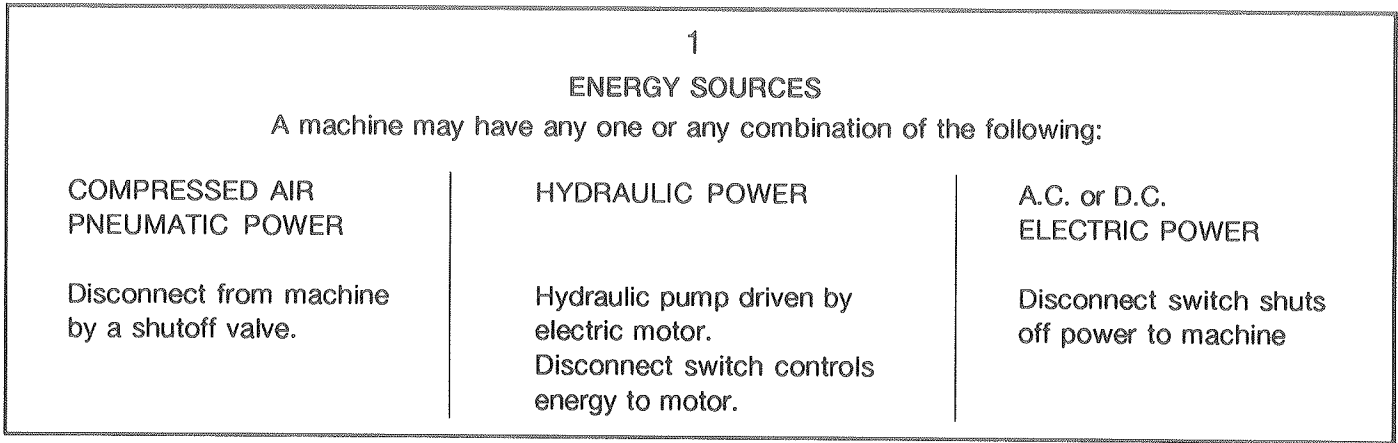 1
ENERGY SOURCES
A machine may have any one or any combination of the following:
COMPRESSED AIR
PNEUMATIC POWER
Disconnect from machine
by a shutoff valve.
HYDRAULIC POWER
Hydraulic pump driven by
electric motor.
Disconnect switch controls
energy to motor.
A.C. or D.C.
ELECTRIC POWER
Disconnect switch shuts
off power to machine